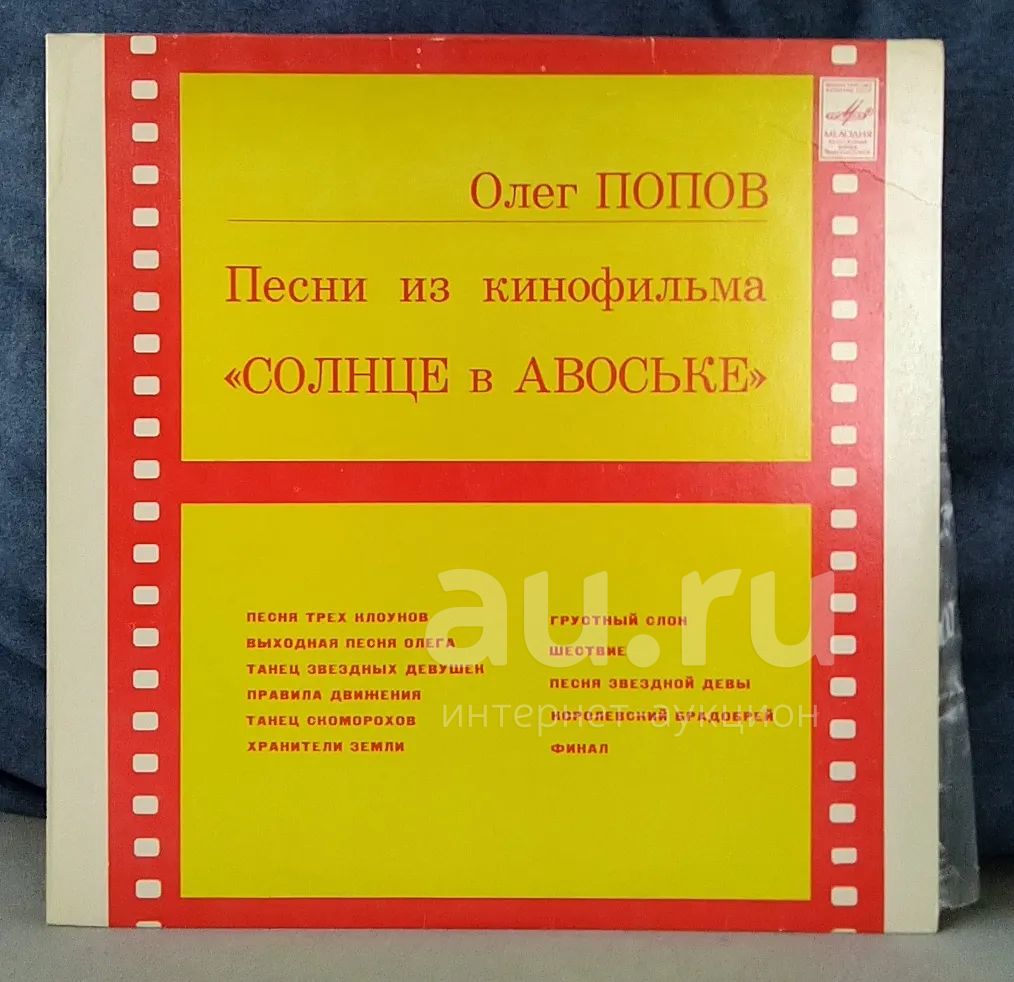 МЕЛОДИЯ
Олег ПОПОВ
Песни из кинофильма
«СОЛНЦЕ в АВОСЬКЕ»
ПЕСНЯ ТРЕХ КЛОУНОВ
ВЫХОДНАЯ ПЕСНЯ ОЛЕГА
ТАНЕЦ ЗВЕЗДНЫХ ДЕВУШЕК
ПРАВИЛА ДВИЖЕНИЯ
ТАНЕЦ СКОМОРОХОВ
ХРАНИТЕЛИ ЗЕМЛИ
ГРУСТНЫЙ СЛОН
ШЕСТВИЕ
ПЕСНЯ ЗВЕЗДНОЙ ДЕВЫ
КОРОЛЕВСКИЙ БРАДОБРЕЙ
ФИНАЛ
au.ru
интернет аукцион